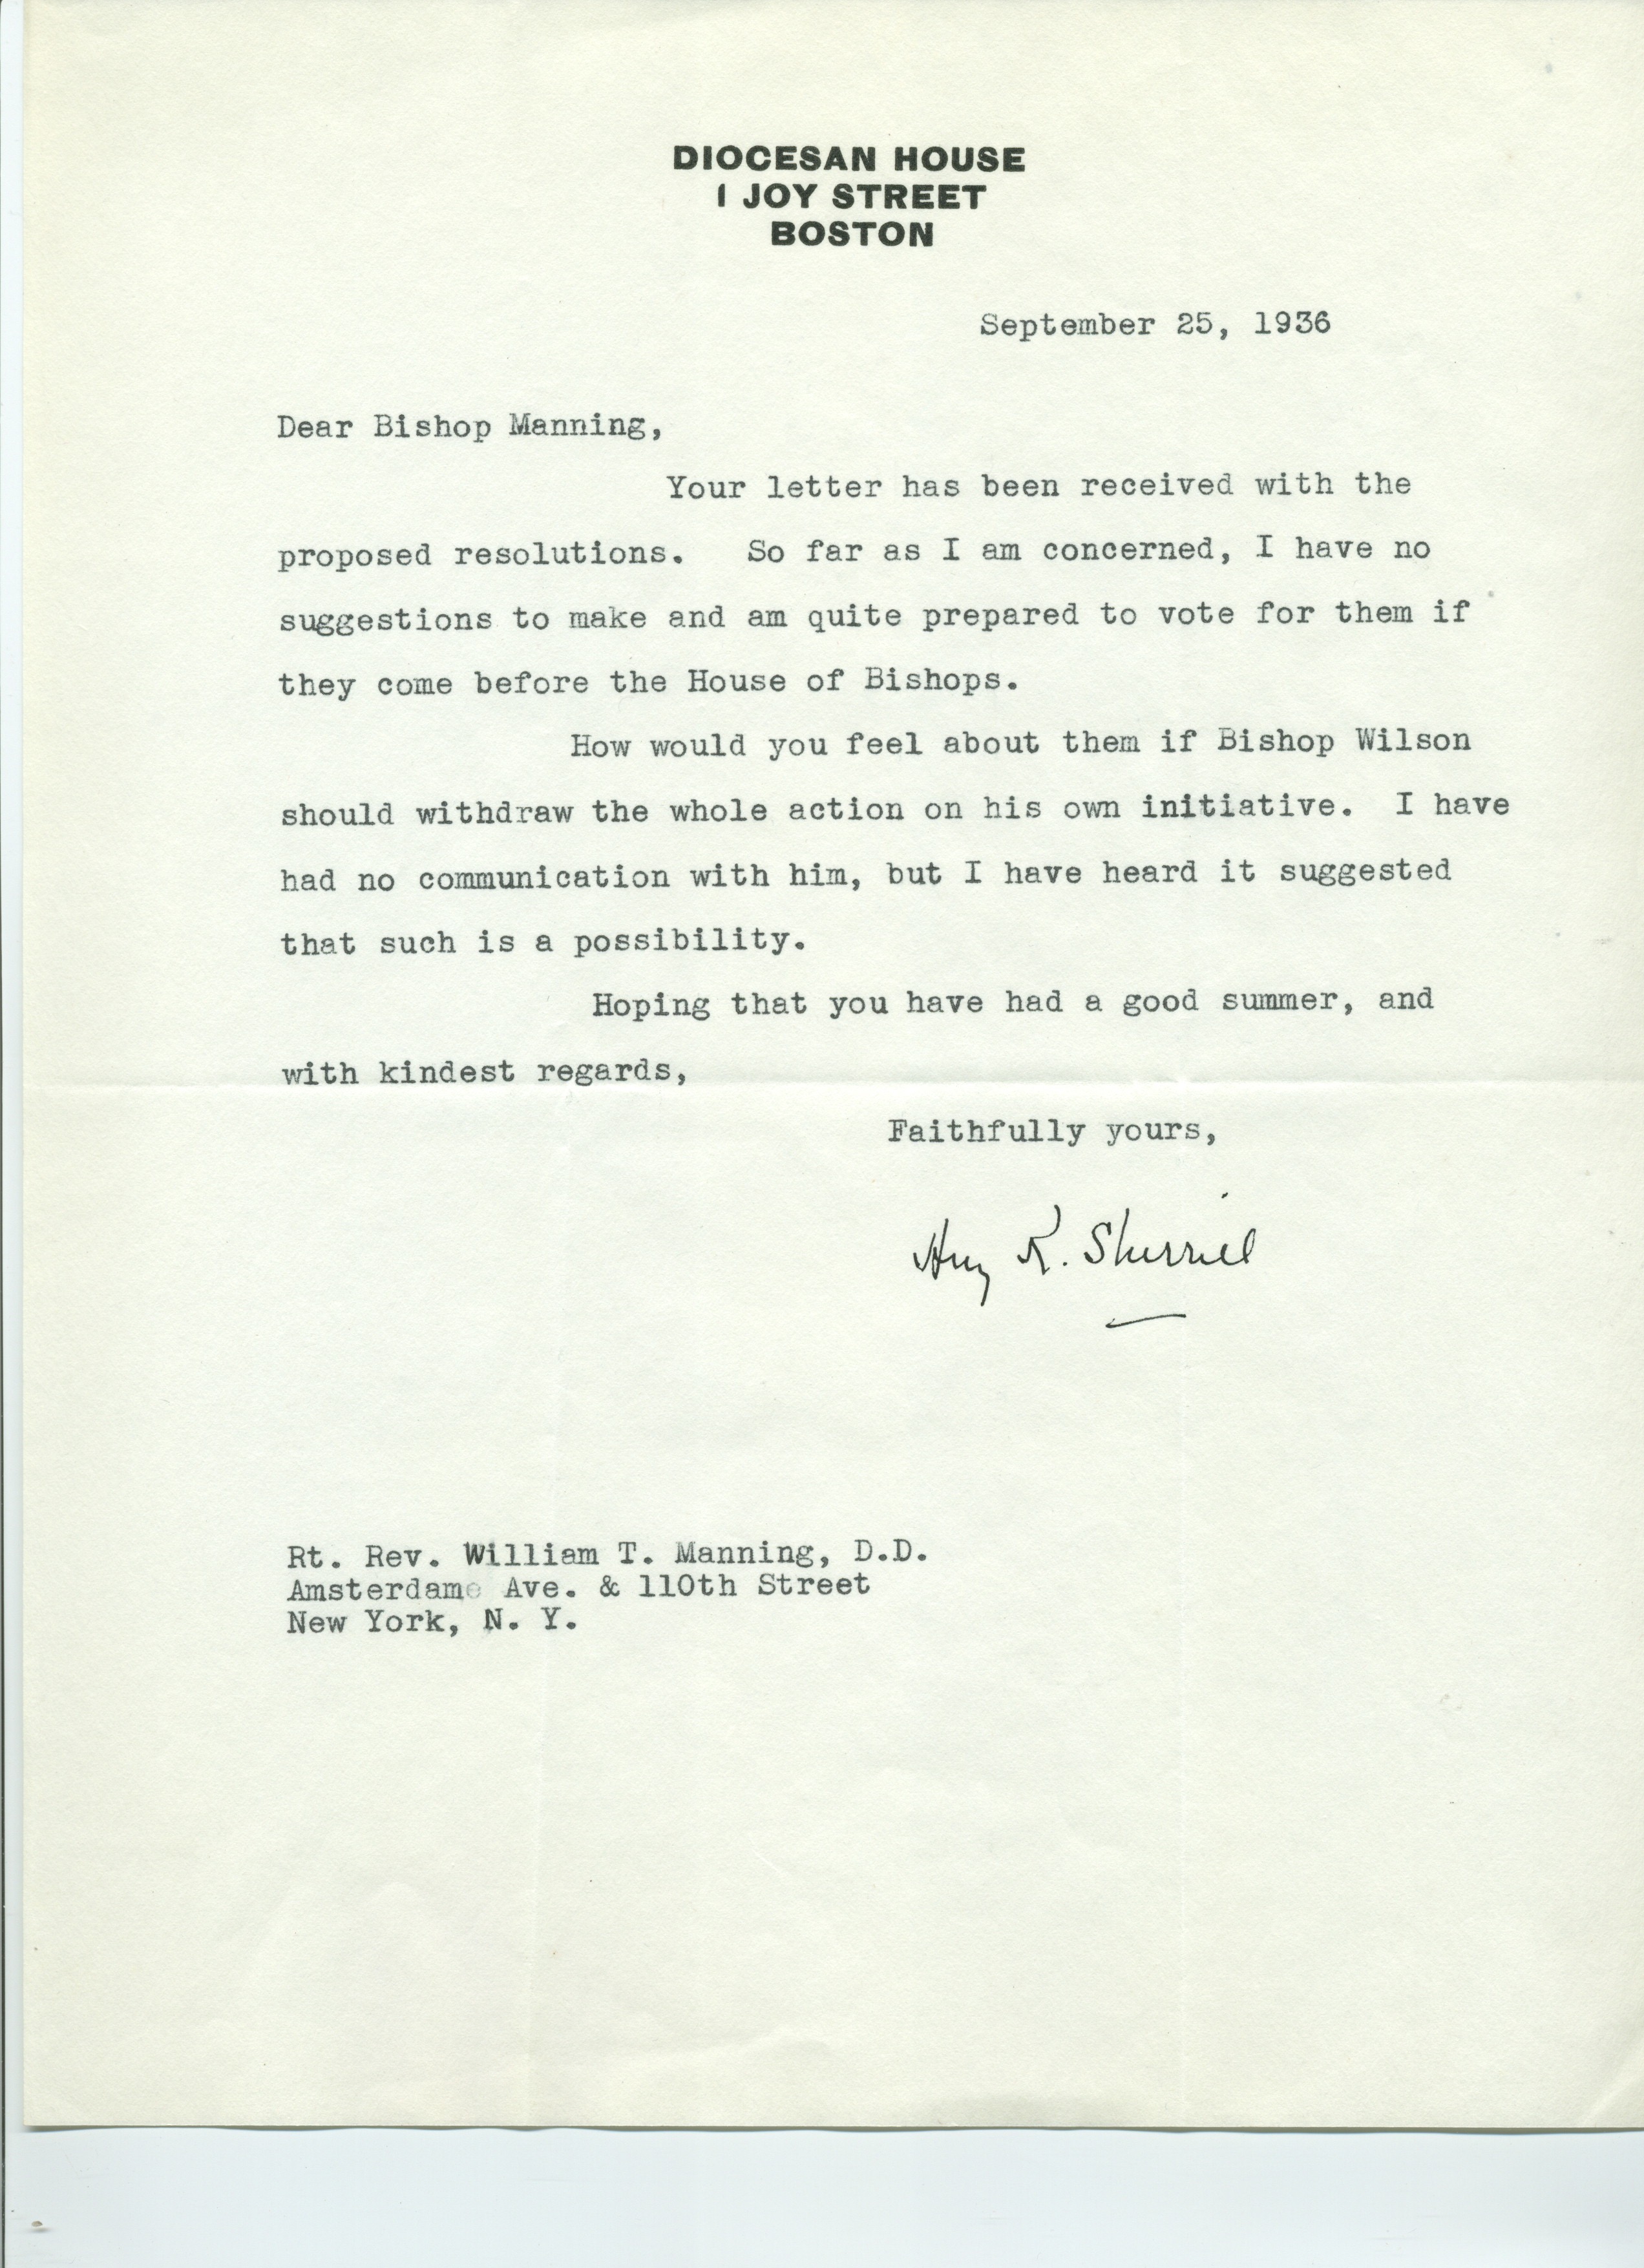 DIOCESAN HOUSE
1 JOY STREET
BOSTON
September 25, 1936
Dear Bishop Manning,
Your letter has been received with the
proposed resolutions. So far as I am concerned, I have no
suggestions to make and am quite prepared to vote for them if
they come before the House of Bishops.
How would you feel about them if Bishop Wilson
should withdraw the whole action on his own initiative. I have
had no communication with him, but I have heard it suggested
that such is a possibility.
Hoping that you have had a good summer, and
with kindest regards,
Faithfully yours,
Henry K. Sherrill
Rt. Rev. William T. Manning, D.D.
Amsterdam Ave. & 110th Street
New York, N. Y.